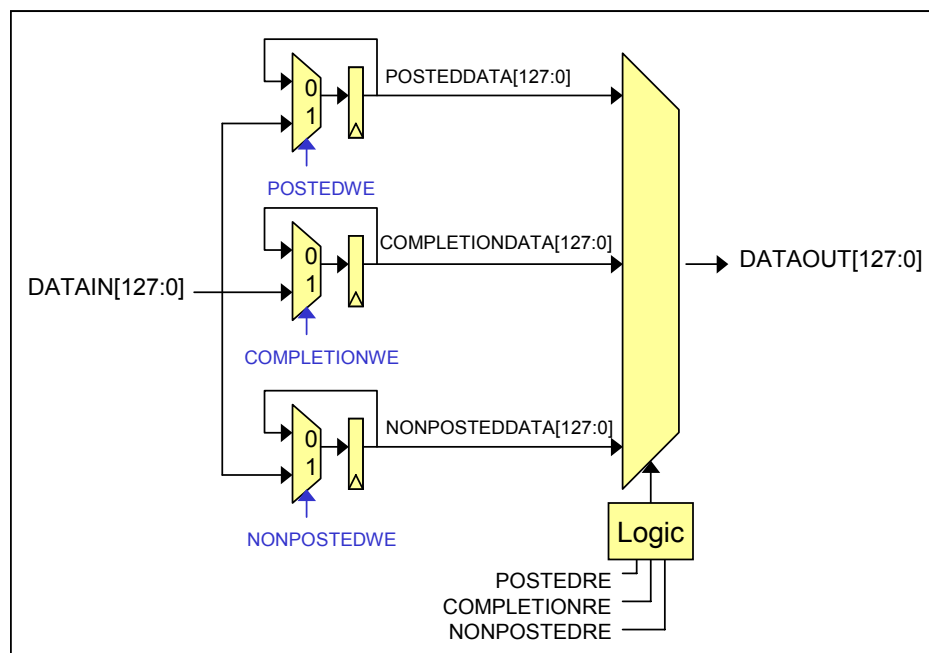 POSTEDDATA[127:0]
0
1
POSTEDWE
COMPLETIONDATA[127:0]
0
1
DATAIN[127:0]
DATAOUT[127:0]
COMPLETIONWE
NONPOSTEDDATA[127:0]
0
1
NONPOSTEDWE
Logic
POSTEDRE
COMPLETIONRE
NONPOSTEDRE